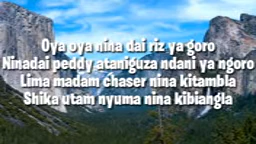 Oya oya nina dai riz ya goro
Ninadai peddy ataniguza ndani ya ngoro
Lima madam chaser nina kitambla
Shika utam nyuma nina kibiangla